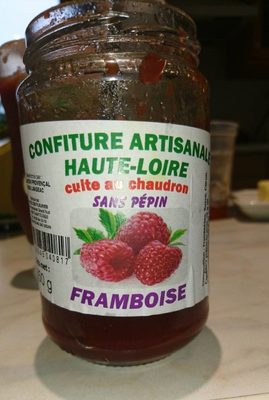 CONFITURE ARTISANALE
HAUTE-LOIRE
cuite au chaudron
SANS PÉPIN
FRAMBOISE